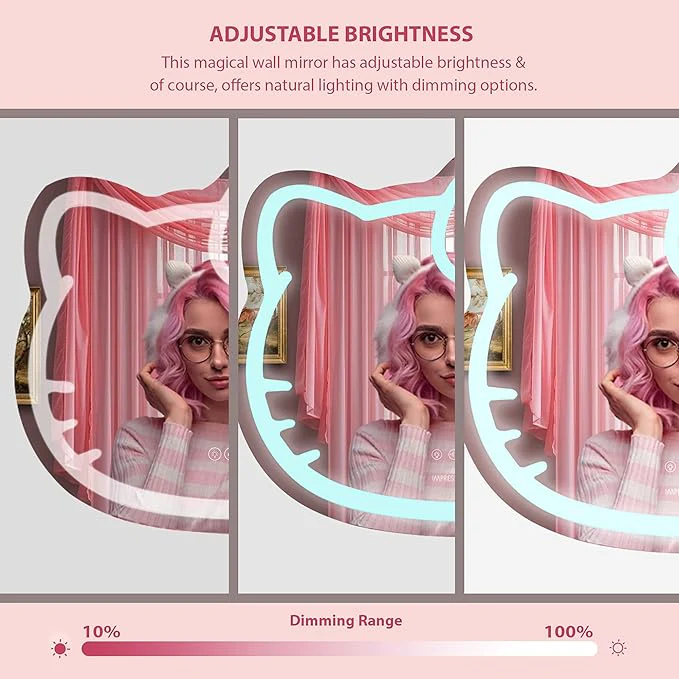 ADJUSTABLE BRIGHTNESS
This magical wall mirror has adjustable brightness &
of course, offers natural lighting with dimming options.
Dimming Range
10%
100%